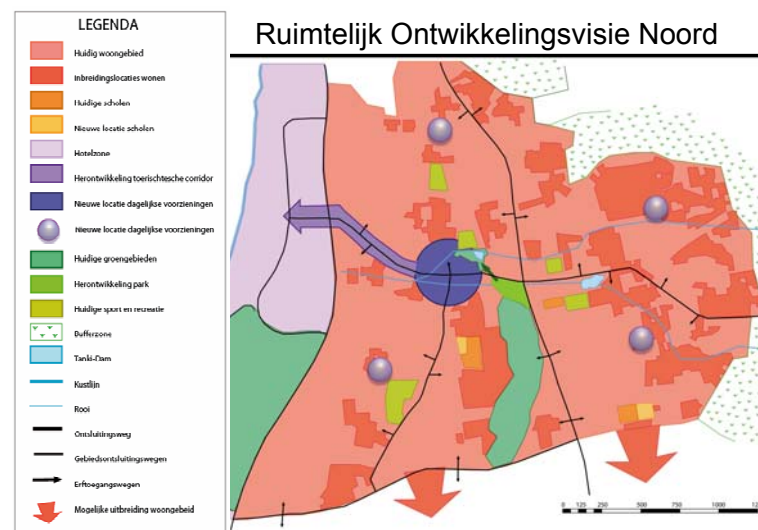 Ruimtelijk Ontwikkelingsvisie Noord
LEGENDA
Huidig woongebied
Inbreidingslocaties wonen
Huidige scholen
Nieuwe locatie scholen
Hotelzone
Herontwikkeling toerischtesche corridor
Nieuwe locatie dagelijkse voorzieningen
Nieuwe locatie dagelijkse voorzieningen
Huidige groengebieden
Herontwikkeling park
Huidige sport en recreatie
Bufferzone
Tanki-Dam
Kustlijn
Rooi
Ontsluitingsweg
Gebiedsontsluitingswegen
Erftoegangswegen
Mogelijke uitbreiding woongebeid
0 125 250 500 750 1000